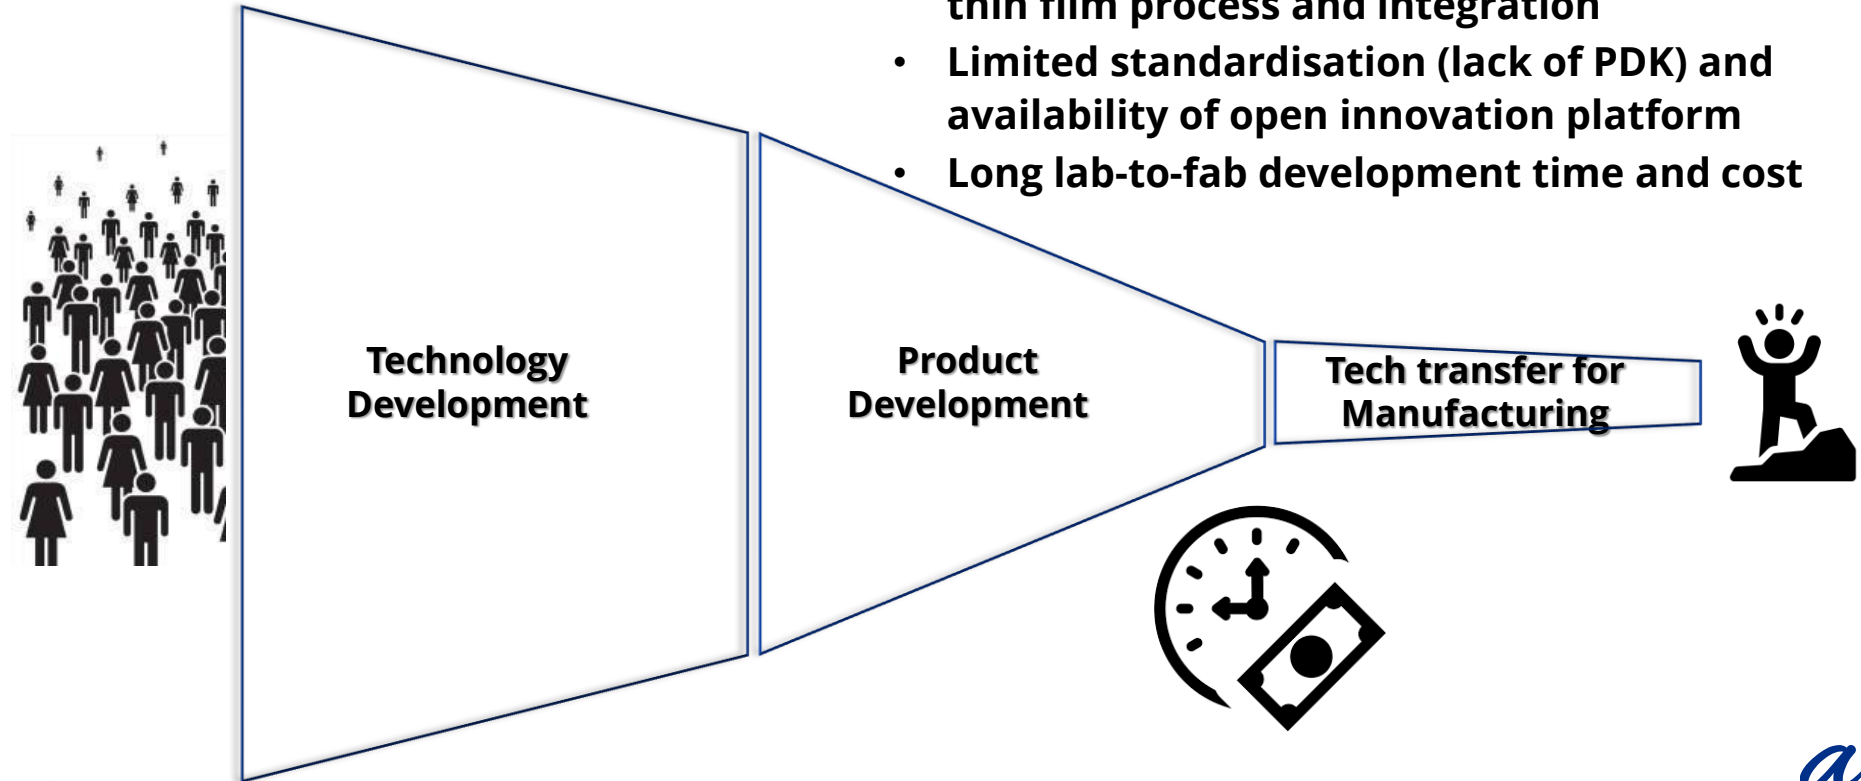 thin film process and integration
• Limited standardisation (lack of PDK) and
availability of open innovation platform
• Long lab-to-fab development time and cost
Technology
Development
Product
Development
Tech transfer for
Manufacturing